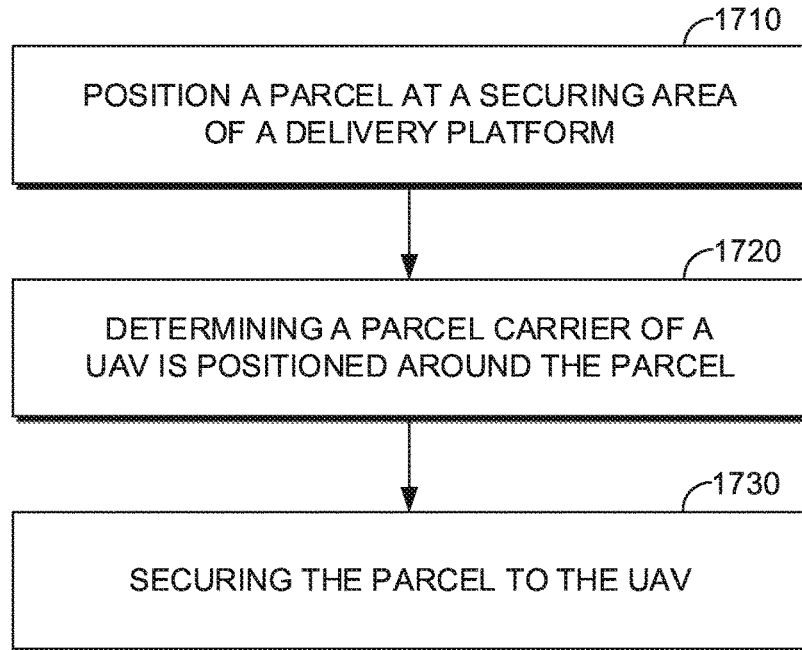 1710
POSITION A PARCEL AT A SECURING AREA
OF A DELIVERY PLATFORM
1720
DETERMINING A PARCEL CARRIER OF A
UAV IS POSITIONED AROUND THE PARCEL
1730
SECURING THE PARCEL TO THE UAV